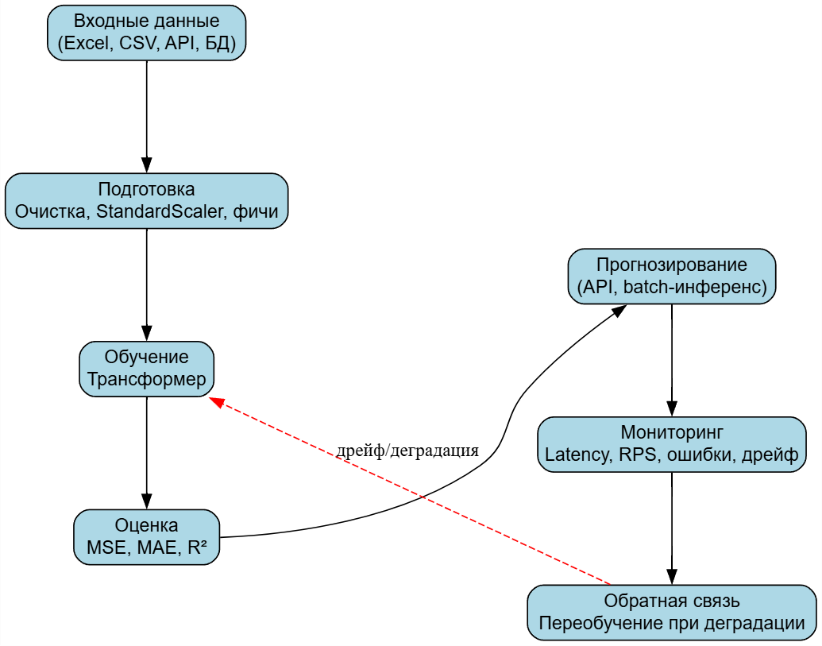 Входные данные
(Excel, CSV, API, БД)
Подготовка
Очистка, StandardScaler, фичи
Обучение
Трансформер
Оценка
MSE, MAE, R²
Прогнозирование
(API, batch-инференс)
Мониторинг
Latency, RPS, ошибки, дрейф
Обратная связь
Переобучение при деградации
дрейф/деградация